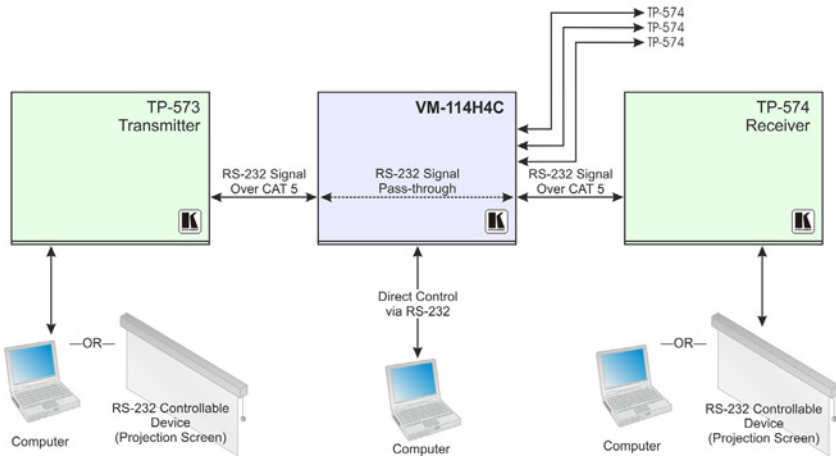 TP-574
TP-574
TP-574
TP-573
Transmitter
VM-114H4C
TP-574
Receiver
RS-232 Signal
Over CAT 5
RS-232 Signal
Pass-through
RS-232 Signal
Over CAT 5
K
K
K
Direct Control
via RS-232
—OR—
—OR—
RS-232 Controllable
Device
(Projection Screen)
RS-232 Controllable
Device
(Projection Screen)
Computer
Computer
Computer